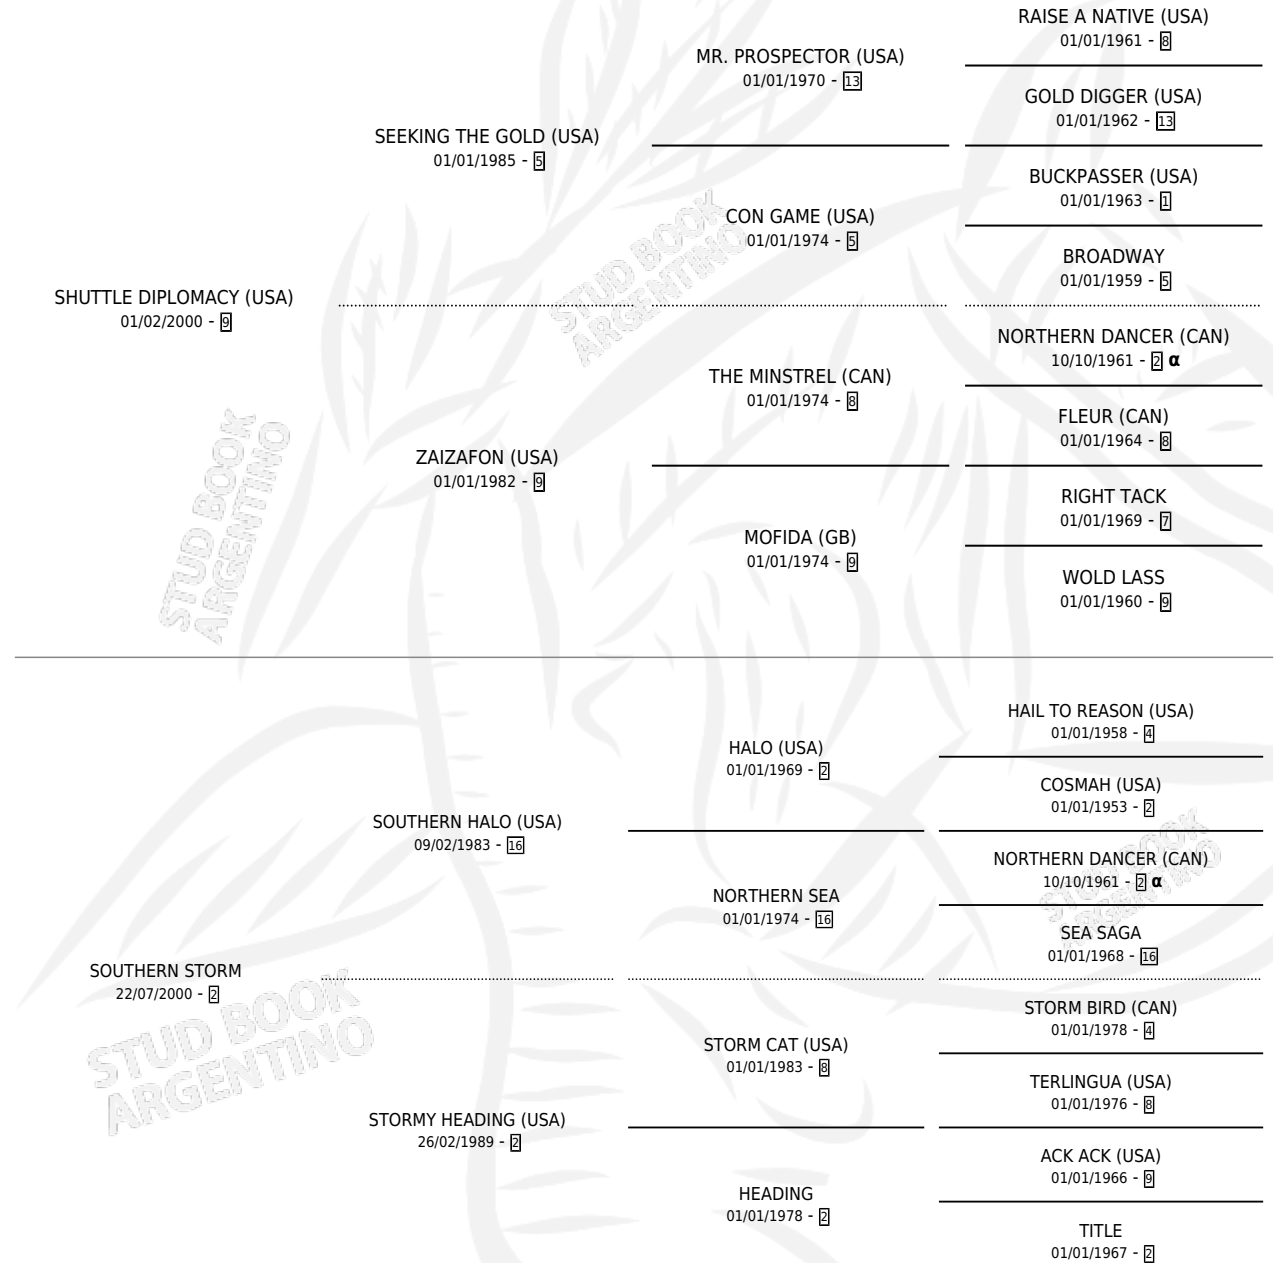 RAISE A NATIVE (USA)
01/01/1961 - 8
MR. PROSPECTOR (USA)
01/01/1970 - 13
GOLD DIGGER (USA)
01/01/1962 - 13
SEEKING THE GOLD (USA)
01/01/1985 - 5
BUCKPASSER (USA)
01/01/1963 - 1
CON GAME (USA)
01/01/1974 - 5
BROADWAY
01/01/1959 - 5
SHUTTLE DIPLOMACY (USA)
01/02/2000 - 9
NORTHERN DANCER (CAN)
10/10/1961 - 2 α
THE MINSTREL (CAN)
01/01/1974 - 8
FLEUR (CAN)
01/01/1964 - 8
ZAIZAFON (USA)
01/01/1982 - 9
RIGHT TACK
01/01/1969 - 7
MOFIDA (GB)
01/01/1974 - 9
WOLD LASS
01/01/1960 - 9
HAIL TO REASON (USA)
01/01/1958 - 4
HALO (USA)
01/01/1969 - 2
COSMAH (USA)
01/01/1953 - 2
SOUTHERN HALO (USA)
09/02/1983 - 16
NORTHERN DANCER (CAN)
10/10/1961 - 2 α
NORTHERN SEA
01/01/1974 - 16
SEA SAGA
01/01/1968 - 16
SOUTHERN STORM
22/07/2000 - 2
STORM BIRD (CAN)
01/01/1978 - 4
STORM CAT (USA)
01/01/1983 - 8
TERLINGUA (USA)
01/01/1976 - 8
STORMY HEADING (USA)
26/02/1989 - 2
ACK ACK (USA)
01/01/1966 - 9
HEADING
01/01/1978 - 2
TITLE
01/01/1967 - 2
STUD BOOK
ARGENTINO
STUD BOOK
ARGENTINO
STUD BOOK
ARGENTINO
STUD BOOK
ARGENTINO